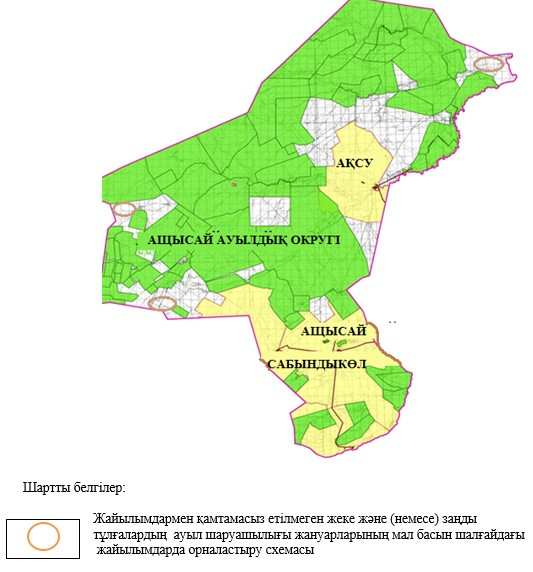 АҚСУ
АЩЫСАЙ АУЫЛДЫҚ ОКРУГІ
АЩЫСАЙ
САБЫНДЫКӨЛ
Шартты белгілер:
Жайылымдармен қамтамасыз етілмеген жеке және (немесе) заңды
тұлғалардың ауыл шаруашылығы жануарларының мал басын шалғайдағы
жайылымдарда орналастыру схемасы